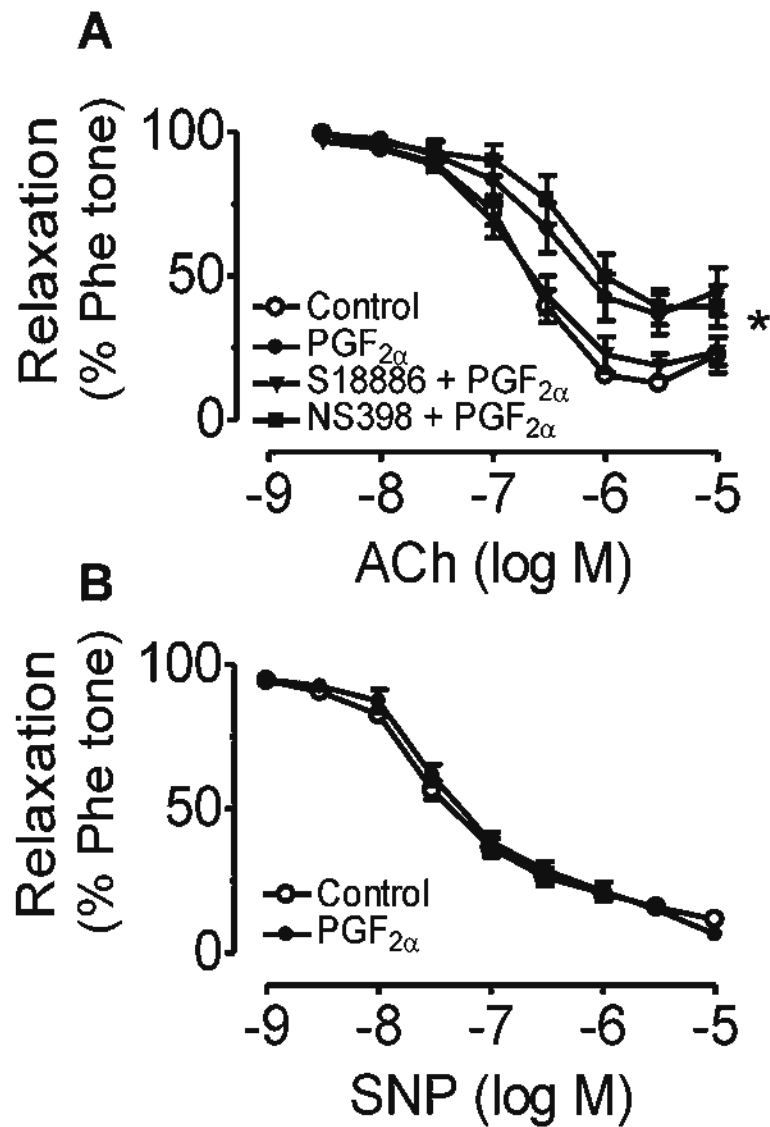 A
Relaxation
(% Phe tone)
100
50
0
Control
PGF2α
S18886 + PGF2α
NS398 + PGF2α
*
-9 -8 -7 -6 -5
ACh (log M)
B
Relaxation
(% Phe tone)
100
50
0
Control
PGF2α
-9 -8 -7 -6 -5
SNP (log M)